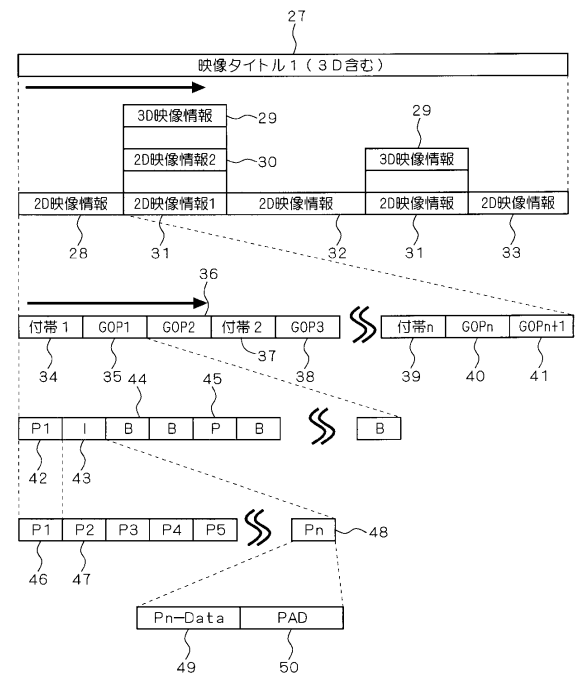 27
映像タイトル1(3D含む)
3D映像情報
29
2D映像情報2
30
29
3D映像情報
2D映像情報
2D映像情報1
2D映像情報
2D映像情報
2D映像情報
28
31
32
31
33
36
付帯1
GOP1
GOP2
付帯2
GOP3
付帯n
GOPn
GOPn+1
34
35
37
38
39
40
41
44
45
P1
I
B
B
P
B
B
42
43
P1
P2
P3
P4
P5
Pn
48
46
47
Pn-Data
PAD
49
50